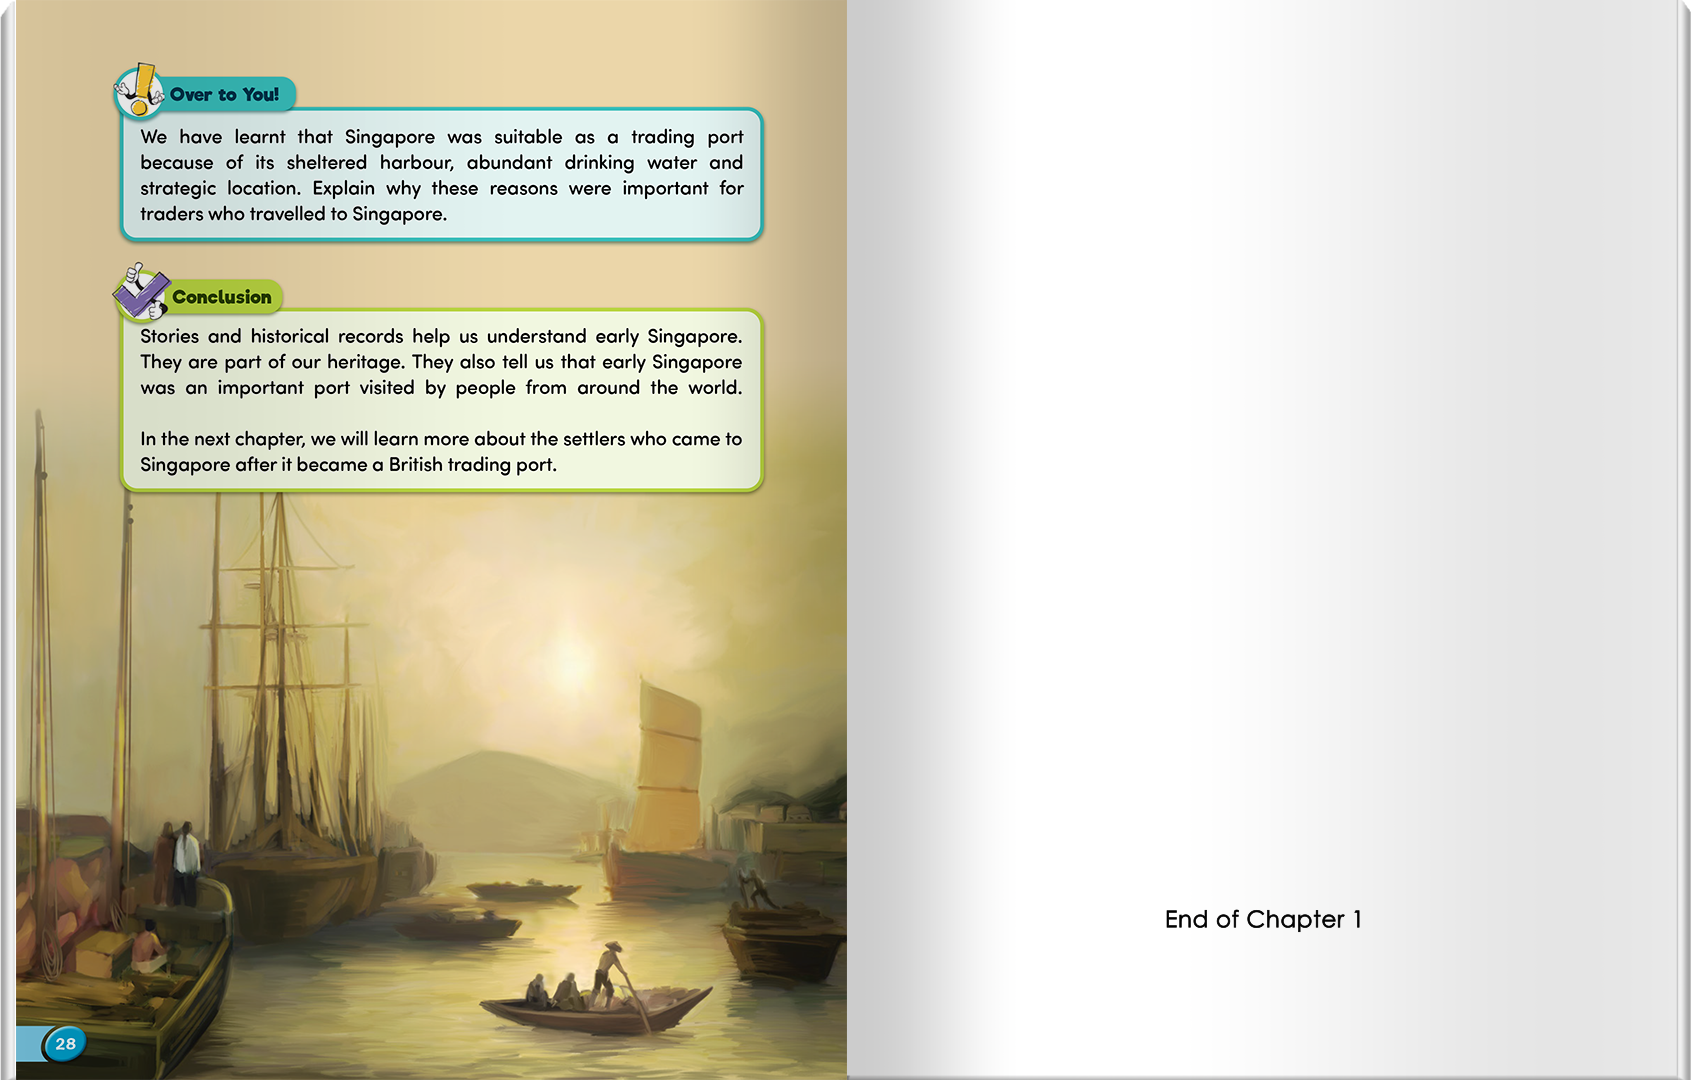 Over to You!
We have learnt that Singapore was suitable as a trading port
because of its sheltered harbour, abundant drinking water and
strategic location. Explain why these reasons were important for
traders who travelled to Singapore.
Conclusion
Stories and historical records help us understand early Singapore.
They are part of our heritage. They also tell us that early Singapore
was an important port visited by people from around the world.
In the next chapter, we will learn more about the settlers who came to
Singapore after it became a British trading port.
28
End of Chapter 1